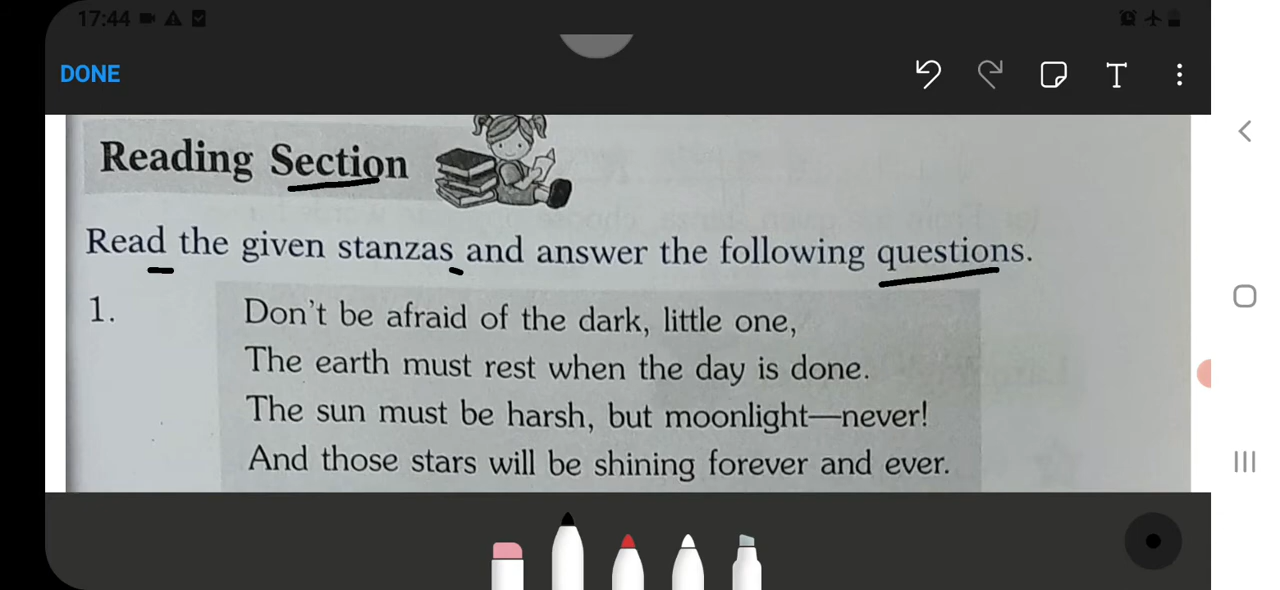 17:44
DONE
T
Reading Section
Read the given stanzas and answer the following questions.
1.
Don't be afraid of the dark, little one,
The earth must rest when the day is done.
The sun must be harsh, but moonlight—never!
And those stars will be shining forever and ever.